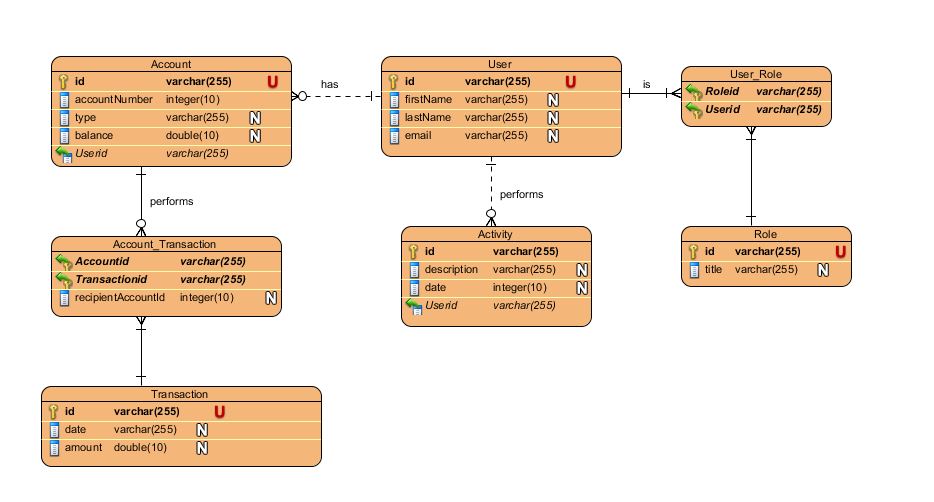 Account
id varchar(255) U
accountNumber integer(10)
type varchar(255) N
balance double(10) N
Userid varchar(255)
has
User
id varchar(255) U
firstName varchar(255) N
lastName varchar(255) N
email varchar(255) N
is
User_Role
Roleid varchar(255)
Userid varchar(255)
performs
performs
Account_Transaction
Accountid varchar(255)
Transactionid varchar(255)
recipientAccountId integer(10) N
Activity
id varchar(255)
description varchar(255) N
date integer(10) N
Userid varchar(255)
Role
id varchar(255) U
title varchar(255) N
Transaction
id varchar(255) U
date varchar(255) N
amount double(10) N